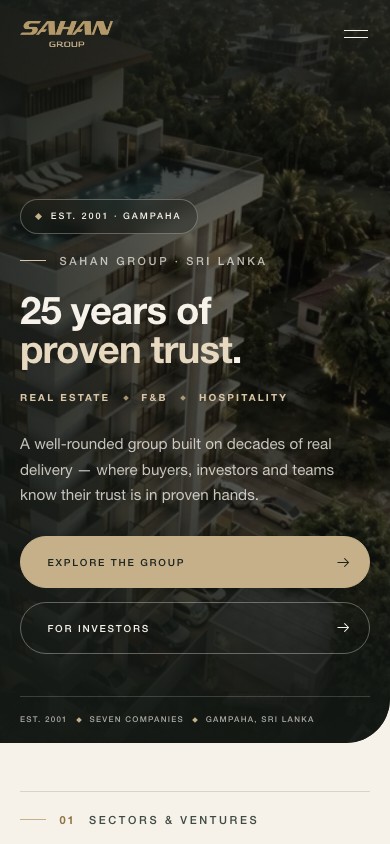 SAHAN
GROUP
EST. 2001 · GAMPAHA
SAHAN GROUP · SRI LANKA
25 years of
proven trust.
REAL ESTATE ◆ F&B ◆ HOSPITALITY
A well-rounded group built on decades of real
delivery — where buyers, investors and teams
know their trust is in proven hands.
EXPLORE THE GROUP →
FOR INVESTORS →
EST. 2001 ◆ SEVEN COMPANIES ◆ GAMPAHA, SRI LANKA
01 SECTORS & VENTURES